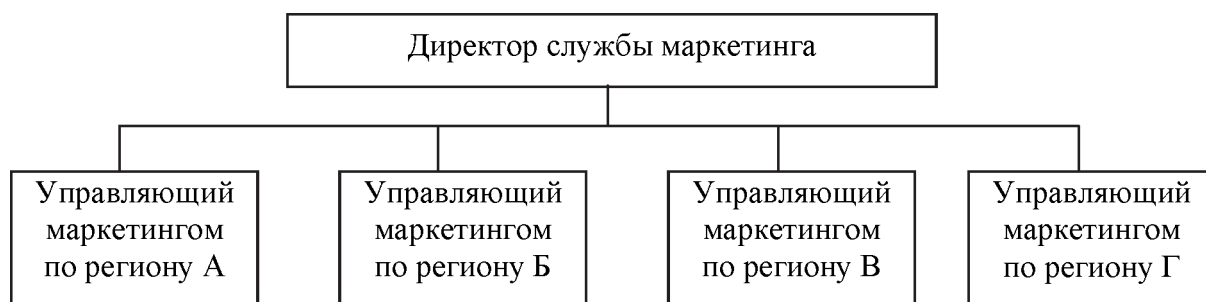 Директор службы маркетинга
Управляющий
маркетингом
по региону А
Управляющий
маркетингом
по региону Б
Управляющий
маркетингом
по региону В
Управляющий
маркетингом
по региону Г